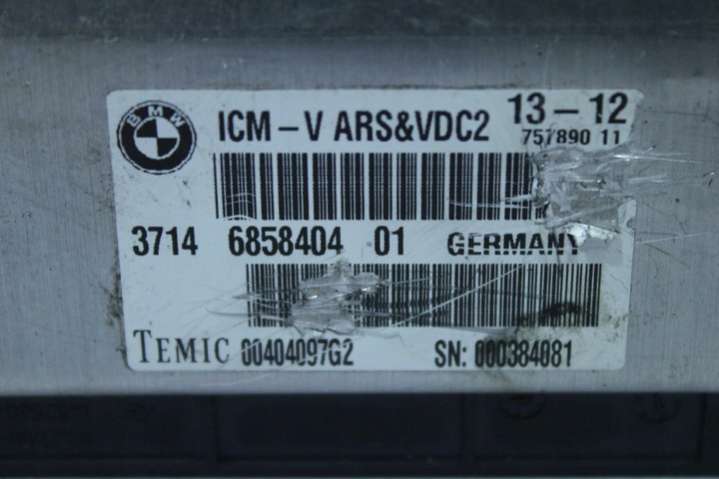 BMW
ICM-V ARS&VDC2 13-12
757890 11
3714 6858404 01 GERMANY
TEMIC 00404097G2 SN: 000384081